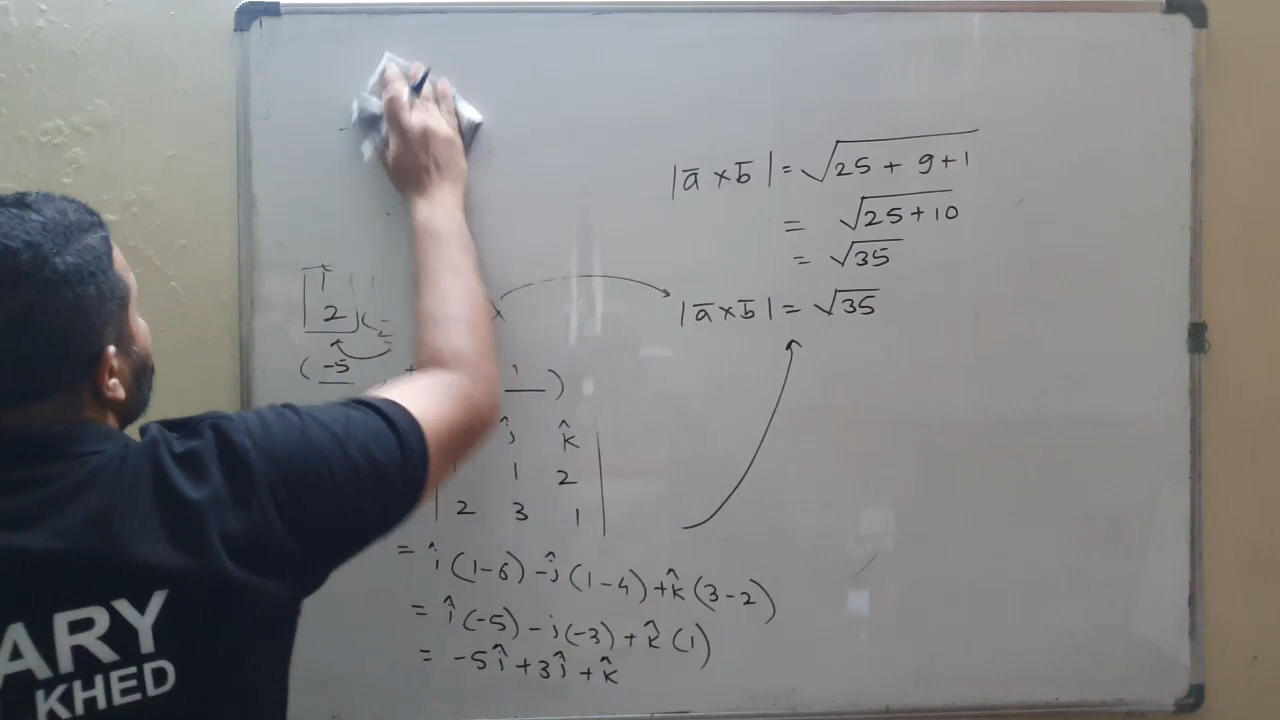 |a̅ × b̅| = √25 + 9 + 1
= √25 + 10
= √35
|a̅ × b̅| = √35
2
( -5 )
ĵ k̂
1 2
2 3 1
= î (1-6) - ĵ (1-4) + k̂ (3-2)
= î (-5) - j (-3) + k̂ (1)
= -5î + 3ĵ + k̂
ARY
KHED